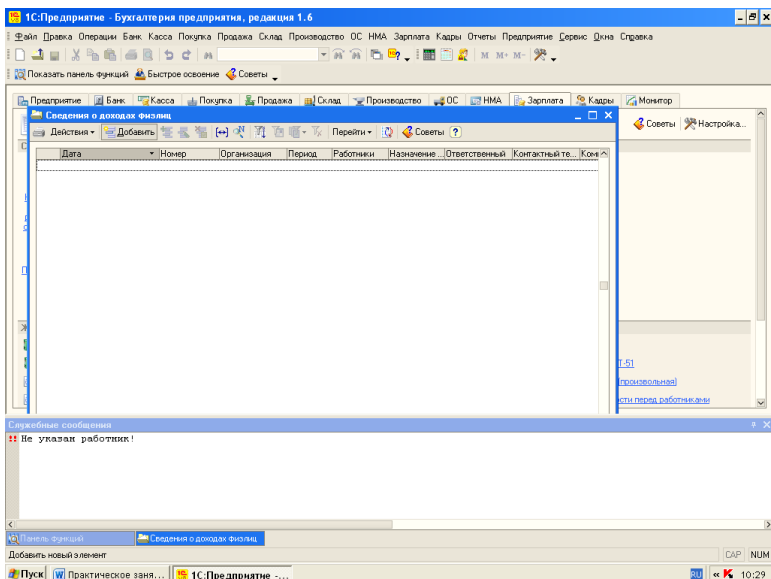 1С:Предприятие - Бухгалтерия предприятия, редакция 1.6
Файл Правка Операции Банк Касса Покупка Продажа Склад Производство ОС НМА Зарплата Кадры Отчеты Предприятие Сервис Окна Справка
M M+ M-
Показать панель функций Быстрое освоение Советы
Предприятие Банк Касса Покупка Продажа Склад Производство ОС НМА Зарплата Кадры Монитор
Сведения о доходах физлиц
Советы Настройка...
Действия Добавить Перейти Советы ?
Дата Номер Организация Период Работники Назначение ... Ответственный Контактный те... Ком
Т-51
(произвольная)
сти перед работниками
Служебные сообщения
!! Не указан работник!
Панель функций Сведения о доходах физлиц
Добавить новый элемент CAP NUM
Пуск Практическое заня... 1С:Предприятие -... RU « 10:29